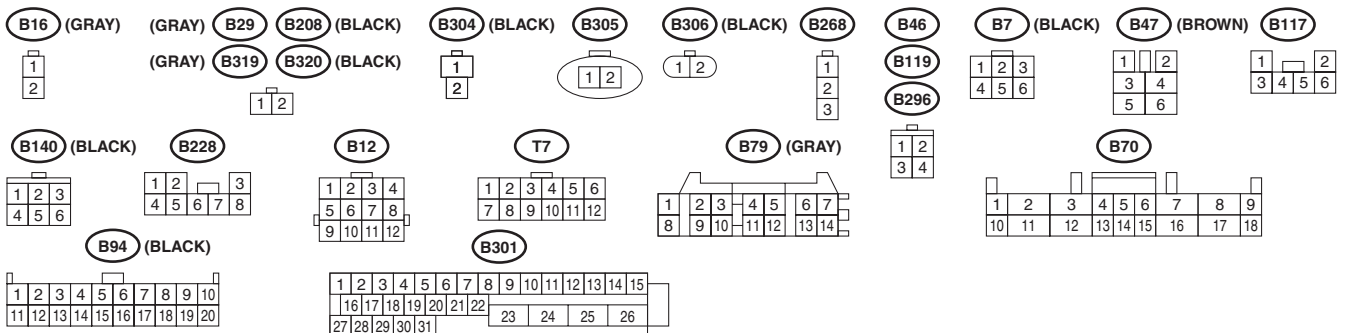 B16 (GRAY) (GRAY) B29 B208 (BLACK) B304 (BLACK) B305 B306 (BLACK) B268 B46 B7 (BLACK) B47 (BROWN) B117
(GRAY) B319 B320 (BLACK) B119
B296
1
2
1 2
1
2
1 2
1 2
1
2
3
1 2
3 4
1 2 3
4 5 6
1 2
3 4
5 6
1 2
3 4 5 6
B140 (BLACK) B228 B12 T7 B79 (GRAY) B70
1 2 3
4 5 6
1 2 3
4 5 6 7 8
1 2 3 4
5 6 7 8
9 10 11 12
1 2 3 4 5 6
7 8 9 10 11 12
1 2 3 4 5 6 7
8 9 10 11 12 13 14
1 2 3 4 5 6 7 8 9
10 11 12 13 14 15 16 17 18
B94 (BLACK) B301
1 2 3 4 5 6 7 8 9 10
11 12 13 14 15 16 17 18 19 20
1 2 3 4 5 6 7 8 9 10 11 12 13 14 15
16 17 18 19 20 21 22 23 24 25 26
27 28 29 30 31